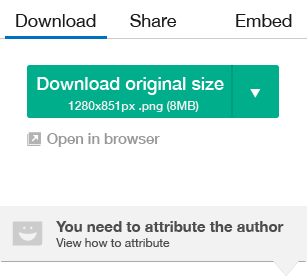 Download Share Embed
Download original size
1280x851px .png (8MB)
Open in browser
You need to attribute the author
View how to attribute